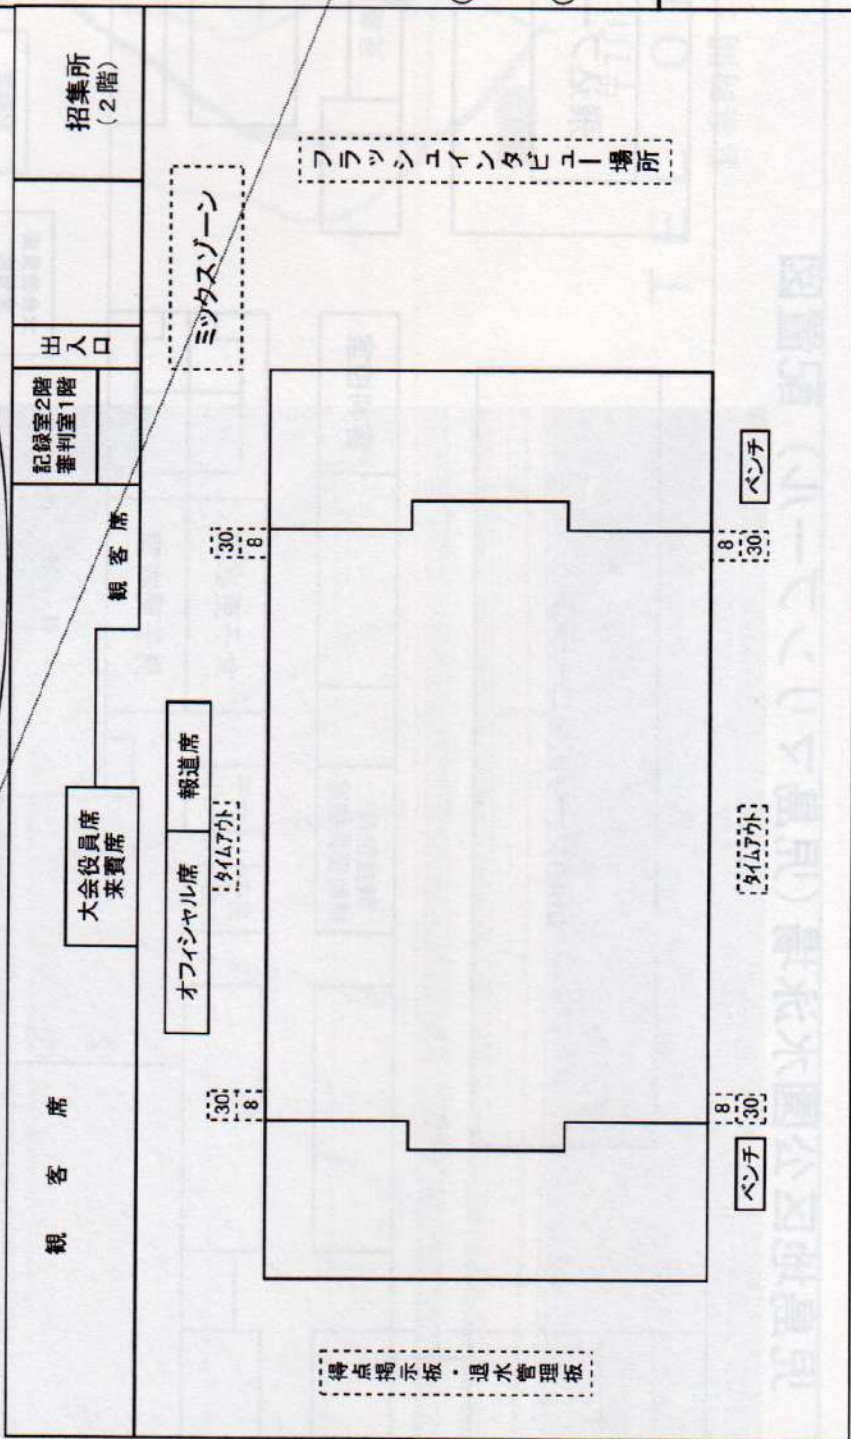 観客席
大会役員席
来賓席
観客席
記録室2階
審判室1階
出入口
招集所
(2階)
オフィシャル席
報道席
ミックスゾーン
タイムアウト
30
8
30
8
得点掲示板・退水管理板
フラッシュインタビュー場所
8
30
8
30
タイムアウト
ベンチ
ベンチ